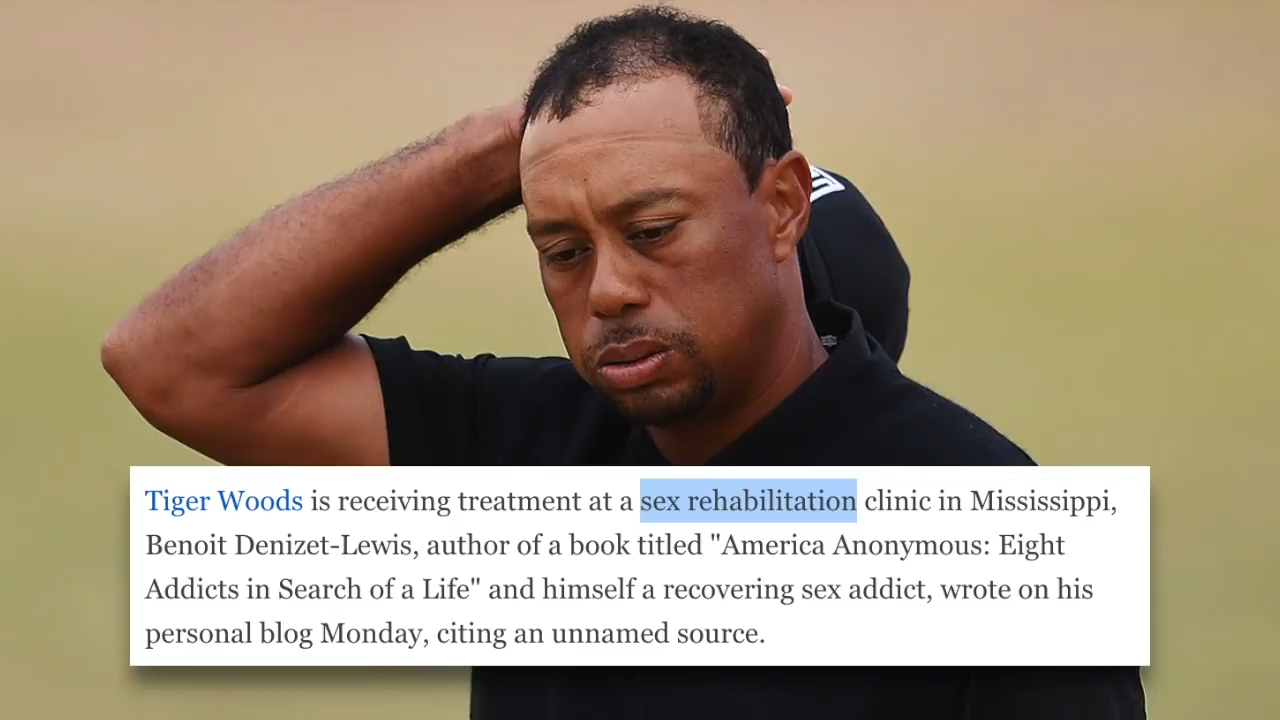 Tiger Woods is receiving treatment at a sex rehabilitation clinic in Mississippi,
Benoit Denizet-Lewis, author of a book titled "America Anonymous: Eight
Addicts in Search of a Life" and himself a recovering sex addict, wrote on his
personal blog Monday, citing an unnamed source.